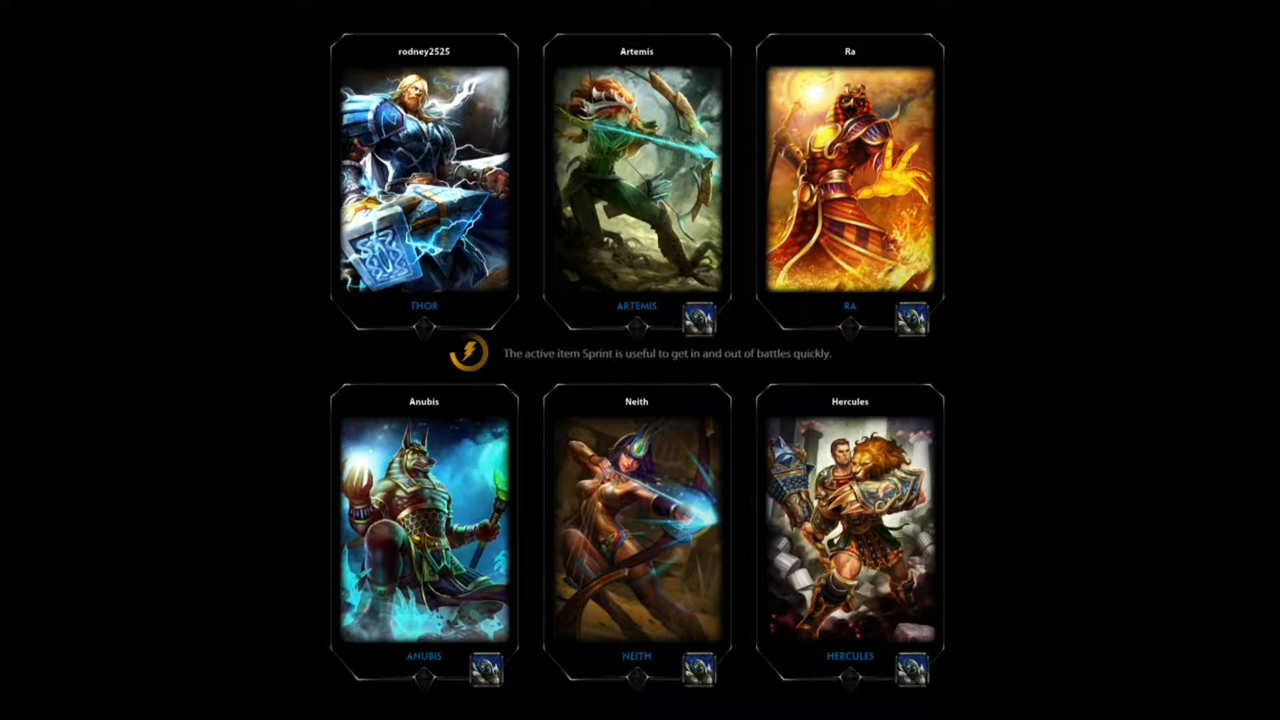 rodney2525
Artemis
Ra
THOR
ARTEMIS
RA
The active item Sprint is useful to get in and out of battles quickly.
Anubis
Neith
Hercules
ANUBIS
NEITH
HERCULES